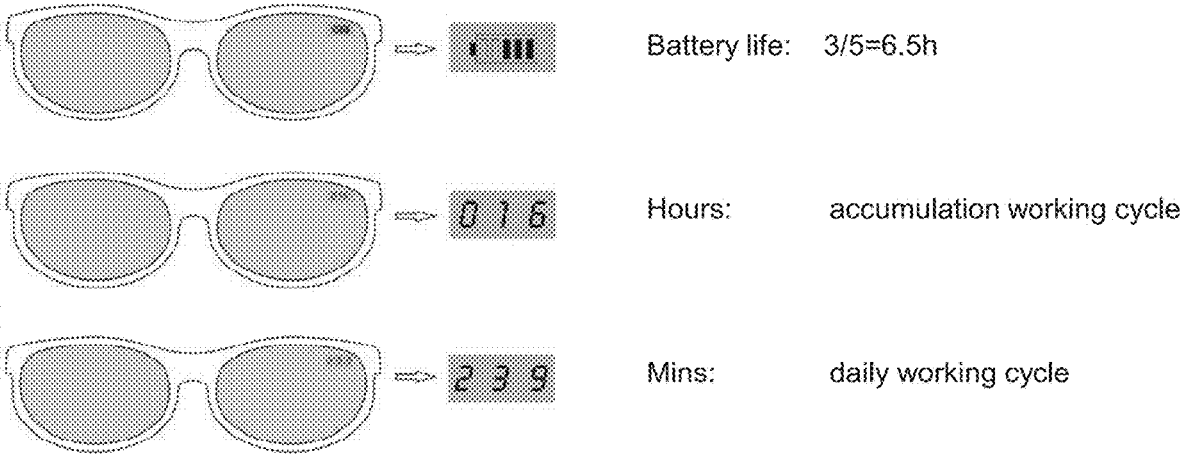 Battery life: 3/5=6.5h
016 Hours: accumulation working cycle
239 Mins: daily working cycle